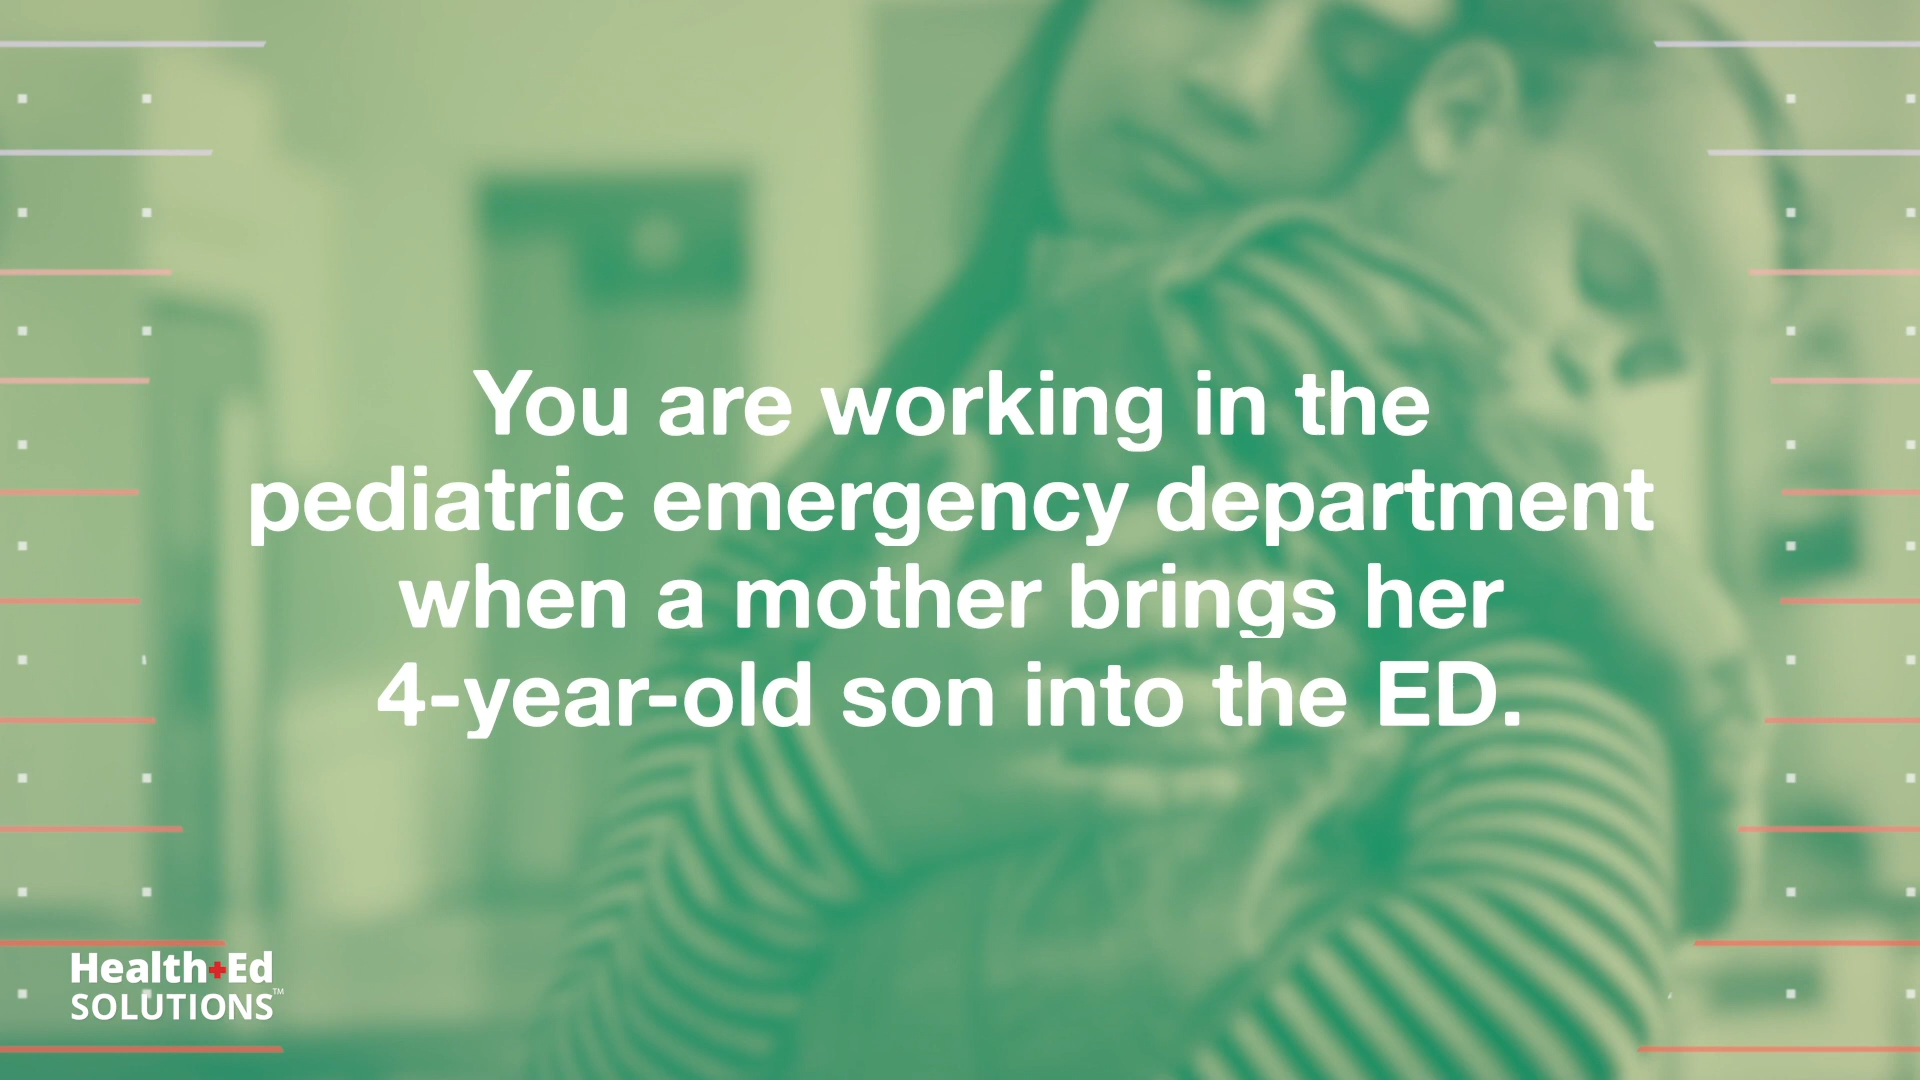 You are working in the
pediatric emergency department
when a mother brings her
4-year-old son into the ED.
Health+Ed
SOLUTIONS™